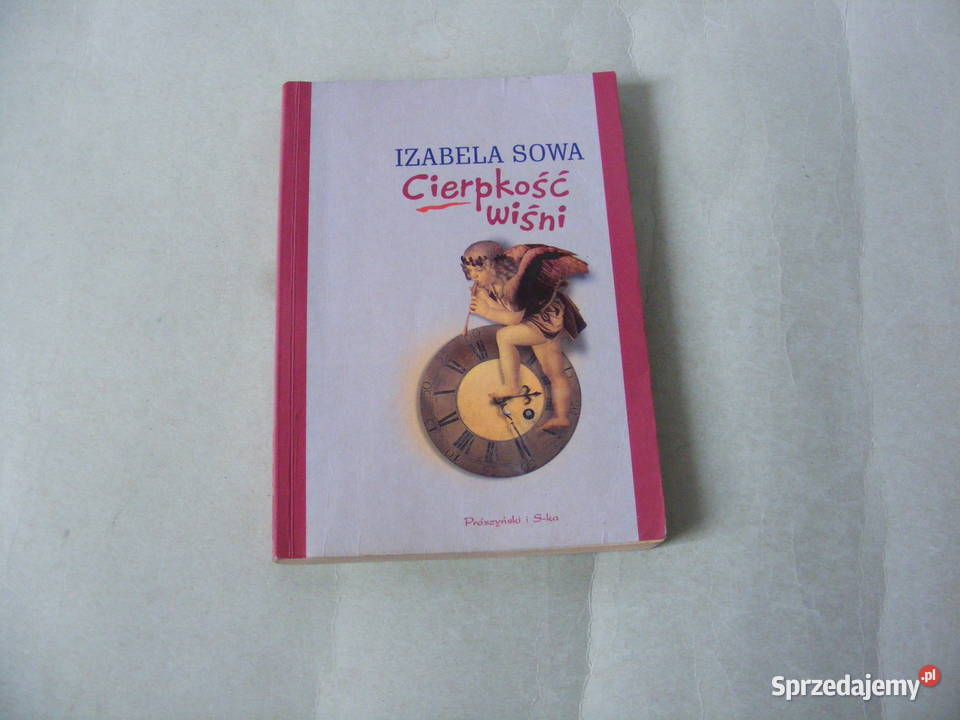 IZABELA SOWA
Cierpkość
wiśni
Prószyński i S-ka
Sprzedajemy.pl